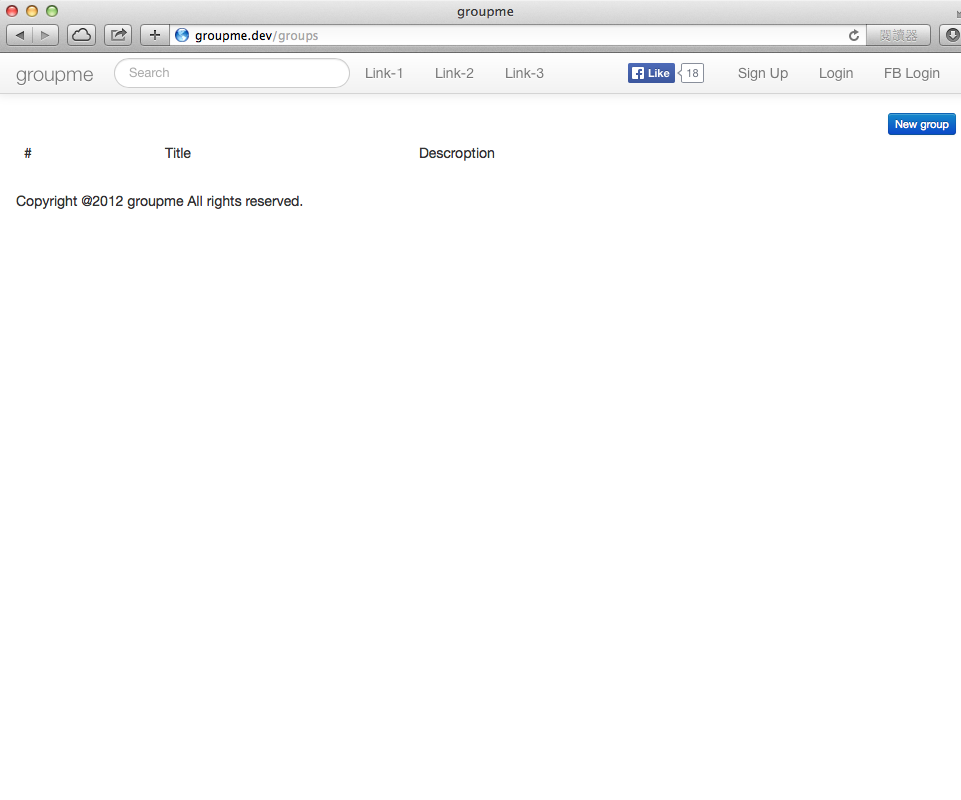 groupme
groupme.dev/groups 閱讀器
groupme Search Link-1 Link-2 Link-3 Like 18 Sign Up Login FB Login
New group
# Title Descroption
Copyright @2012 groupme All rights reserved.